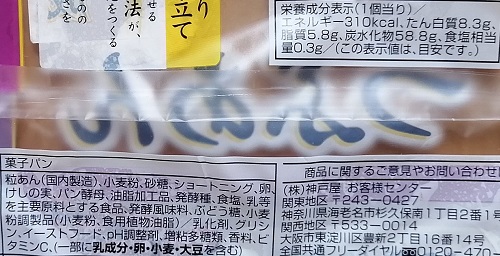 り
立て
せる
法が、
をつくる
のの
さを
栄養成分表示(1個当り)/
エネルギー310kcal、たん白質8.3g、
脂質5.8g、炭水化物58.8g、食塩相当
量0.3g/(この表示値は、目安です。)
菓子パン
粒あん(国内製造)、小麦粉、砂糖、ショートニング、卵、
けしの実、パン酵母、油脂加工品、発酵種、食塩、乳等
を主要原料とする食品、発酵風味料、ぶどう糖、小麦
粉調製品(小麦粉、食用植物油脂)/乳化剤、グリシ
ン、イーストフード、pH調整剤、増粘多糖類、香料、ビ
タミンC、(一部に乳成分・卵・小麦・大豆を含む)
商品に関するご意見やお問い合わせ
(株)神戸屋 お客様センター
関東地区 〒243-0427
神奈川県海老名市杉久保南1丁目2番1号
関西地区 〒533-0014
大阪市東淀川区豊新2丁目16番14号
全国共通フリーダイヤル 0120-470-